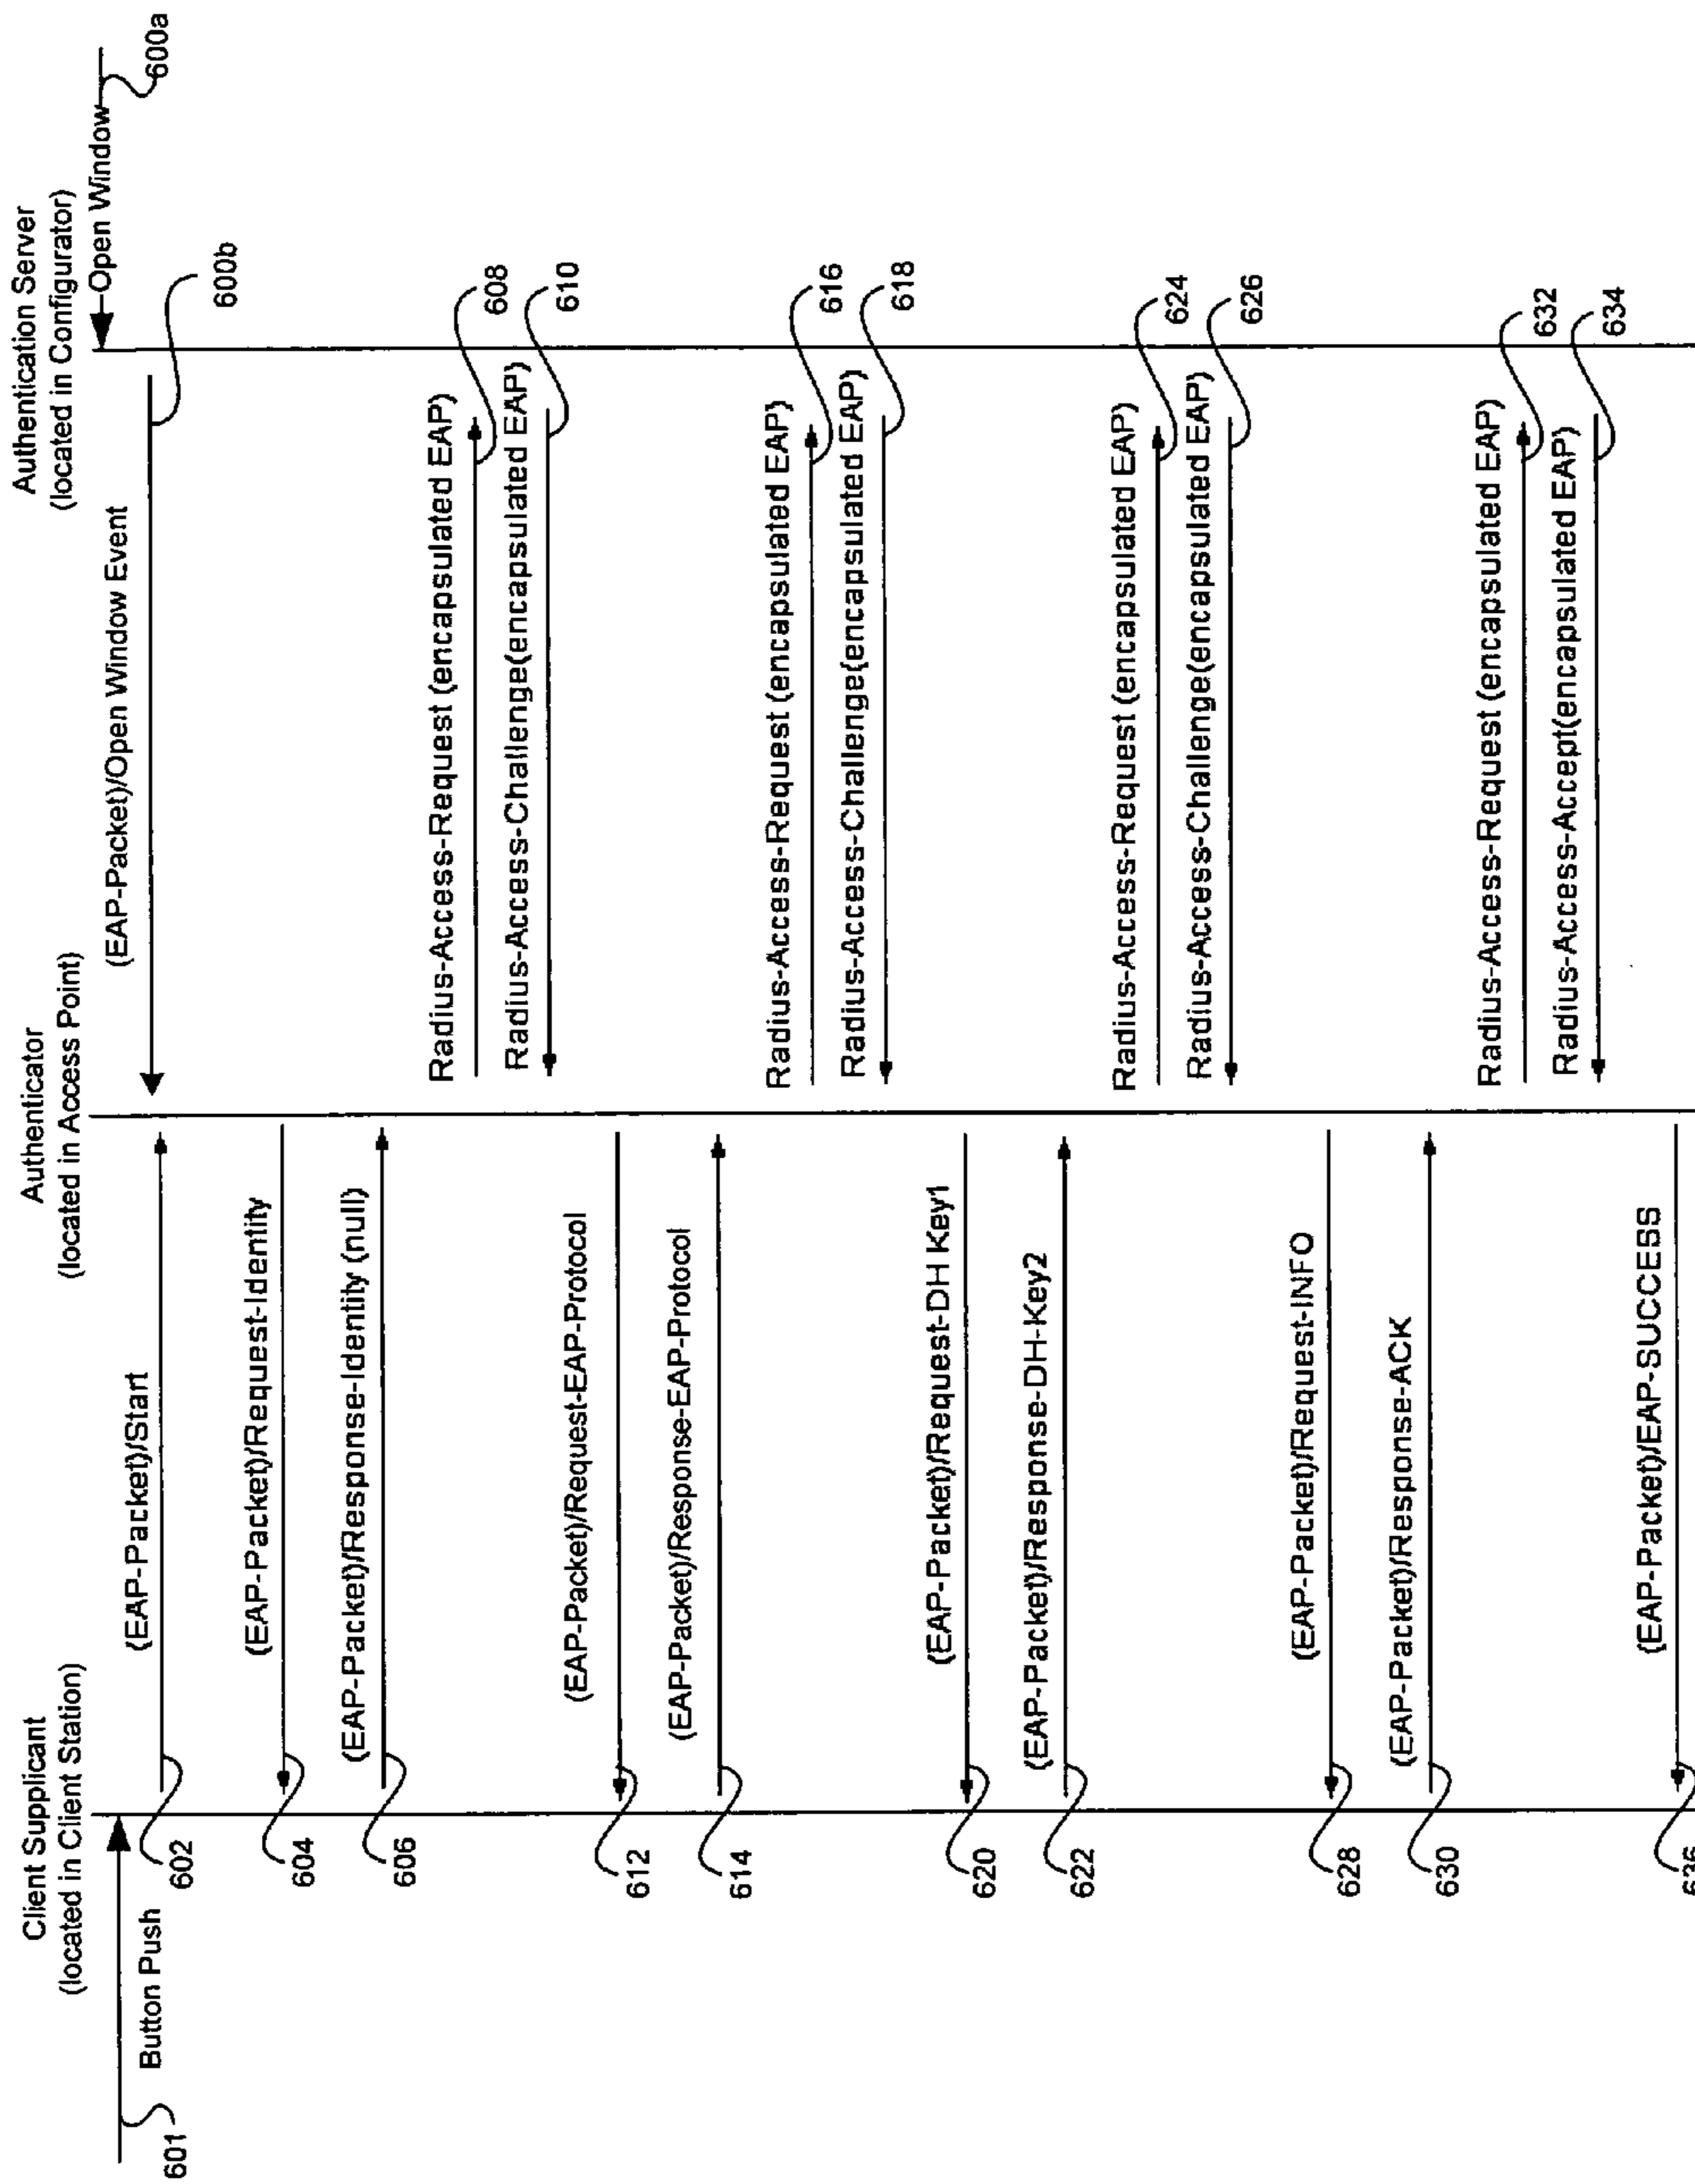 Client Supplicant
(located in Client Station)
Authenticator
(located in Access Point)
Authentication Server
(located in Configurator)
Open Window
600a
601
Button Push
(EAP-Packet)/Open Window Event
600b
602
(EAP-Packet)/Start
604
(EAP-Packet)/Request-Identity
606
(EAP-Packet)/Response-Identity (null)
Radius-Access-Request (encapsulated EAP)
608
Radius-Access-Challenge(encapsulated EAP)
610
612
(EAP-Packet)/Request-EAP-Protocol
614
(EAP-Packet)/Response-EAP-Protocol
Radius-Access-Request (encapsulated EAP)
616
Radius-Access-Challenge(encapsulated EAP)
618
620
(EAP-Packet)/Request-DH Key1
622
(EAP-Packet)/Response-DH-Key2
Radius-Access-Request (encapsulated EAP)
624
Radius-Access-Challenge(encapsulated EAP)
626
628
(EAP-Packet)/Request-INFO
630
(EAP-Packet)/Response-ACK
Radius-Access-Request (encapsulated EAP)
632
Radius-Access-Accept(encapsulated EAP)
634
636
(EAP-Packet)/EAP-SUCCESS